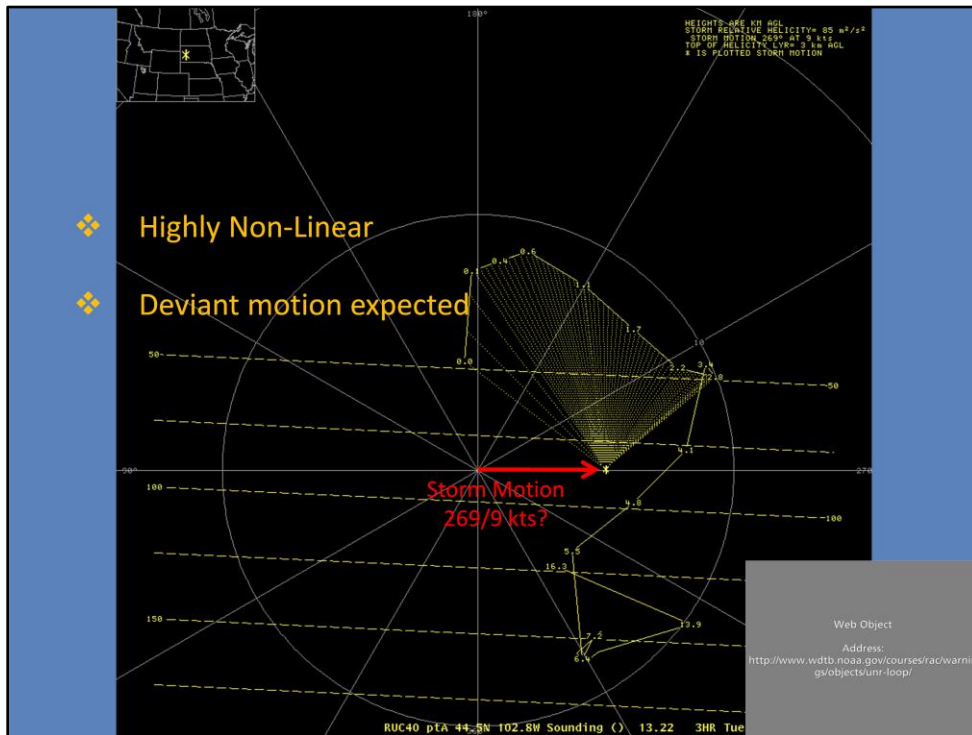 180°
HEIGHTS ARE KM AGL
STORM RELATIVE HELICITY= 85 m²/s²
STORM MOTION 269° AT 9 kts
TOP OF HELICITY LYR= 3 km AGL
* IS PLOTTED STORM MOTION
❖ Highly Non-Linear
0.6
0.4
0.1
1.1
❖ Deviant motion expected
1.7
10
50
0.0
2.2
3.4
2.8
50
4.1
90°
270
Storm Motion
269/9 kts?
100
4.8
100
5.5
16.3
150
13.9
7.2
6.4
Web Object
Address:
http://www.wdtb.noaa.gov/courses/rac/warni
gs/objects/unr-loop/
RUC40 ptA 44.5N 102.8W Sounding () 13.22 3HR Tue